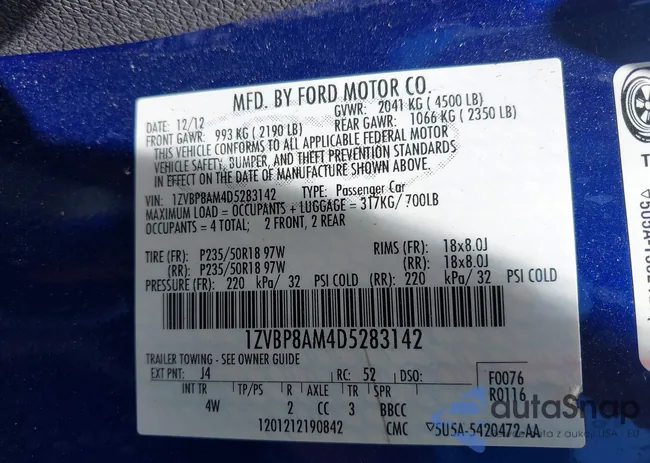 MFD. BY FORD MOTOR CO.
DATE: 12/12 GVWR: 2041 KG ( 4500 LB)
FRONT GAWR: 993 KG ( 2190 LB) REAR GAWR: 1066 KG ( 2350 LB)
THIS VEHICLE CONFORMS TO ALL APPLICABLE FEDERAL MOTOR
VEHICLE SAFETY, BUMPER, AND THEFT PREVENTION STANDARDS
IN EFFECT ON THE DATE OF MANUFACTURE SHOWN ABOVE.
VIN: 1ZVBP8AM4D5283142 TYPE: Passenger Car
MAXIMUM LOAD = OCCUPANTS + LUGGAGE = 317KG/ 700LB
OCCUPANTS = 4 TOTAL; 2 FRONT, 2 REAR
TIRE (FR): P235/50R18 97W RIMS (FR): 18x8.0J
(RR): P235/50R18 97W (RR): 18x8.0J
PRESSURE (FR): 220 kPa/ 32 PSI COLD (RR): 220 kPa/ 32 PSI COLD
1ZVBP8AM4D5283142
TRAILER TOWING - SEE OWNER GUIDE
EXT PNT: J4 RC: 52 DSO: F0076
R0116
INT TR TP/PS R AXLE TR SPR
4W 2 CC 3 BBCC
1201212190842 CMC ▽5U5A-5420472-AA
autoSnap